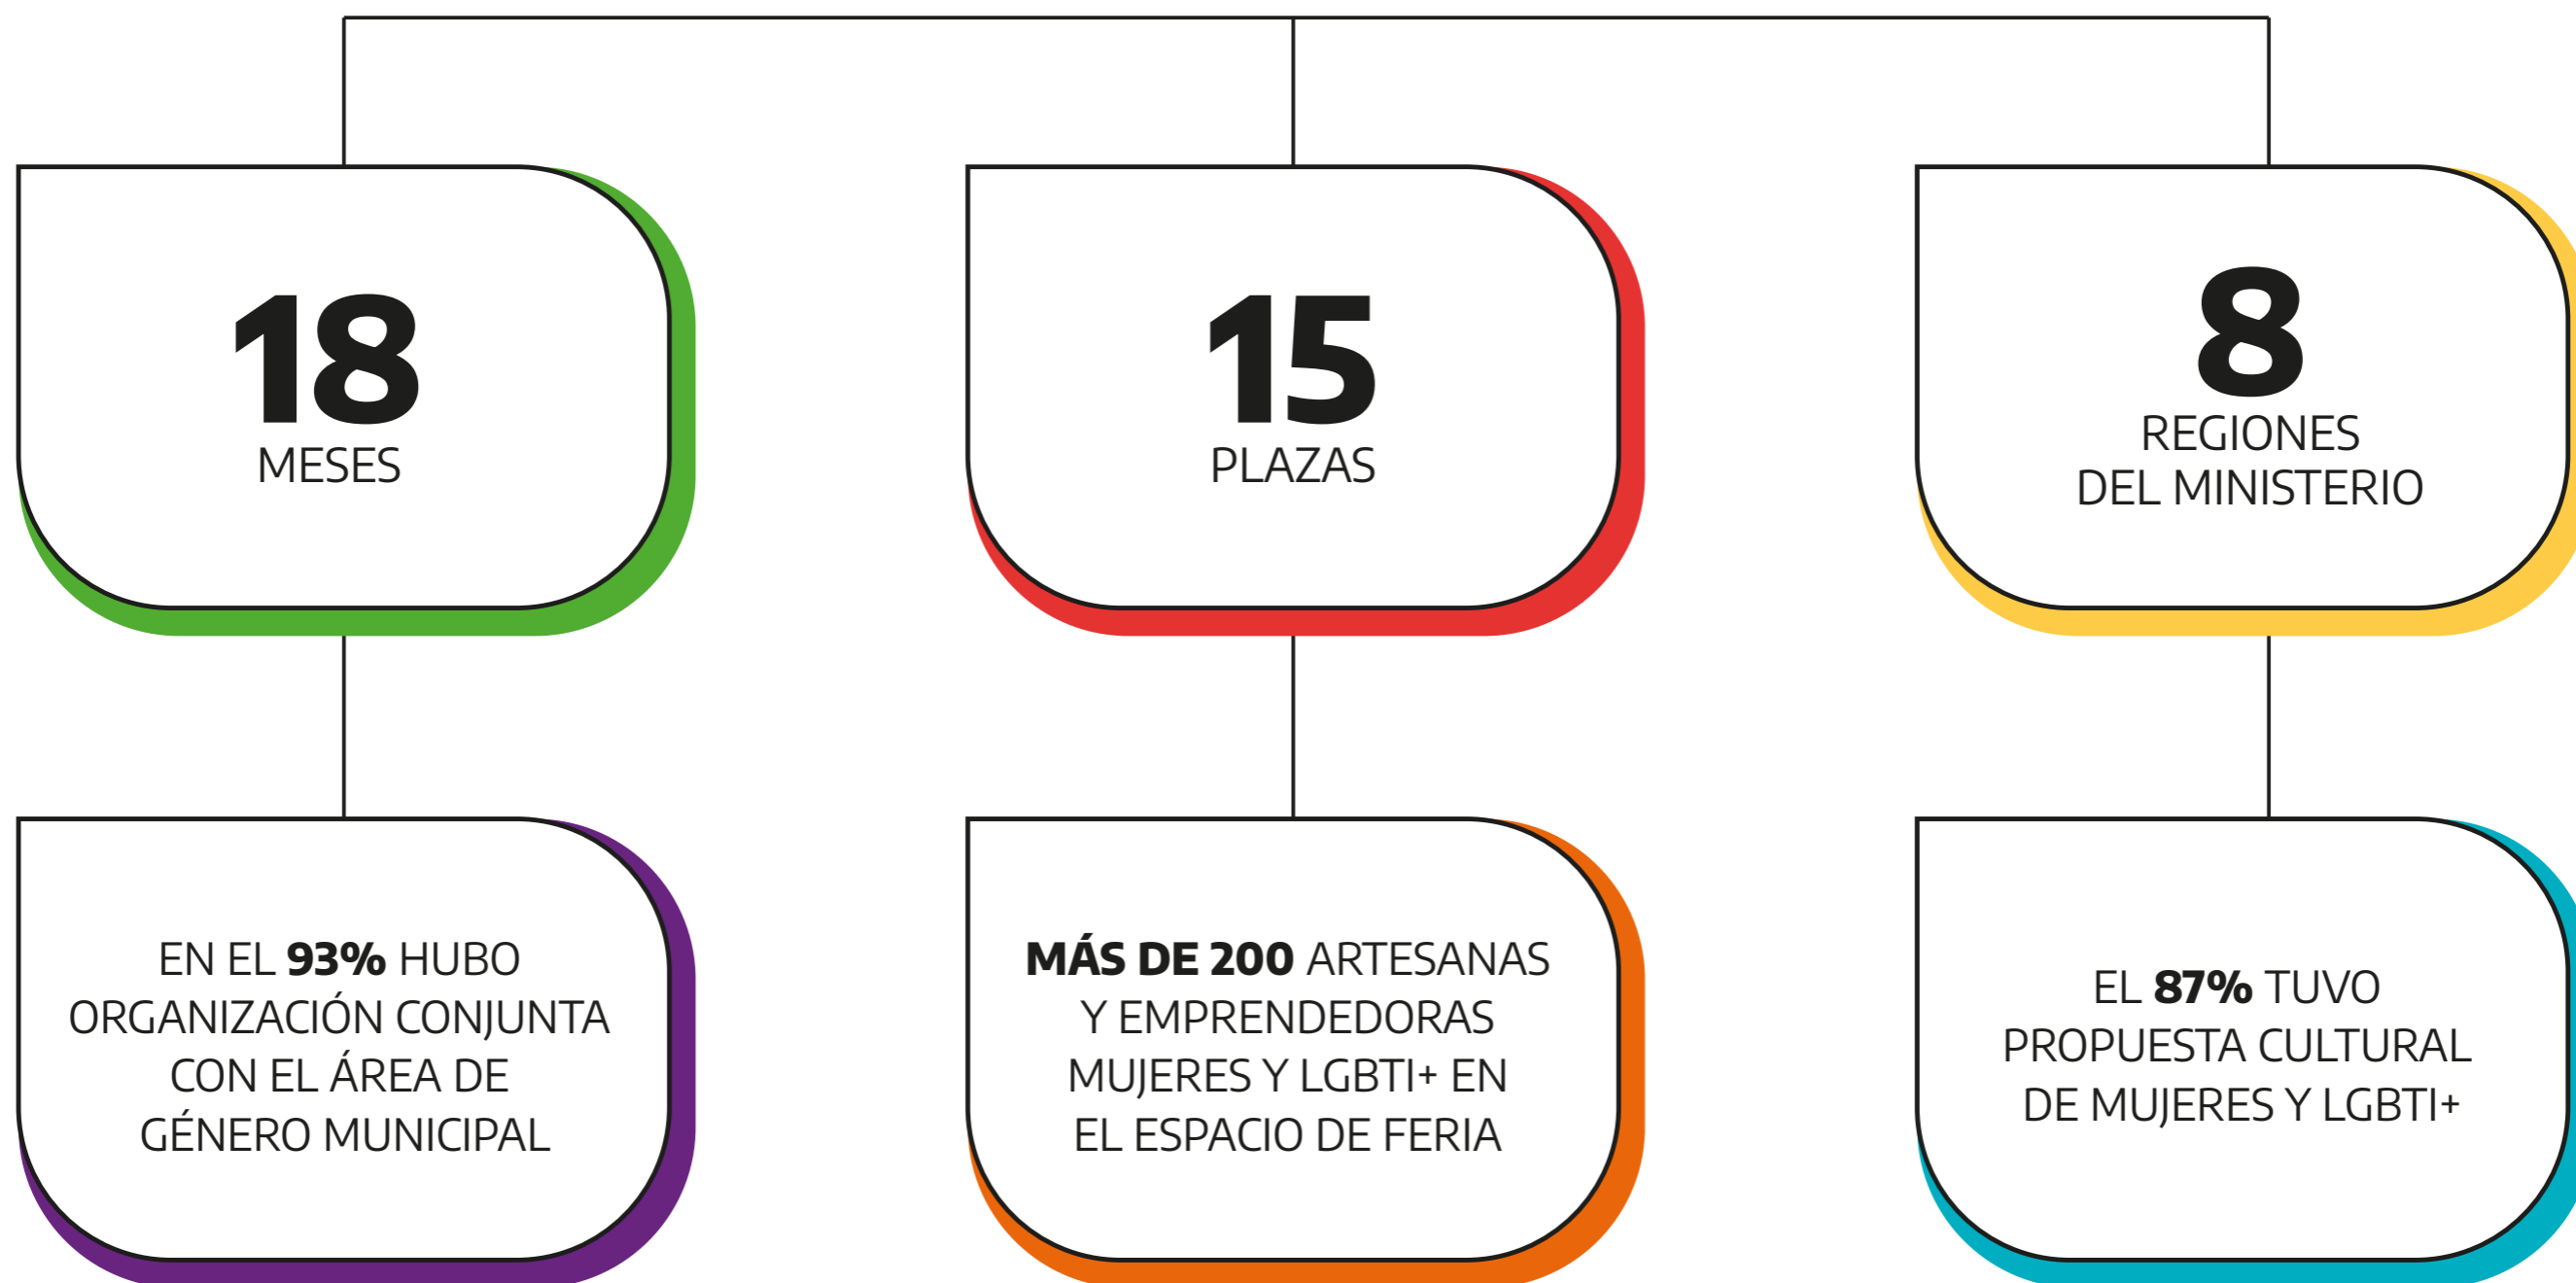 18
MESES
15
PLAZAS
8
REGIONES
DEL MINISTERIO
EN EL 93% HUBO
ORGANIZACIÓN CONJUNTA
CON EL ÁREA DE
GÉNERO MUNICIPAL
MÁS DE 200 ARTESANAS
Y EMPRENDEDORAS
MUJERES Y LGBTI+ EN
EL ESPACIO DE FERIA
EL 87% TUVO
PROPUESTA CULTURAL
DE MUJERES Y LGBTI+